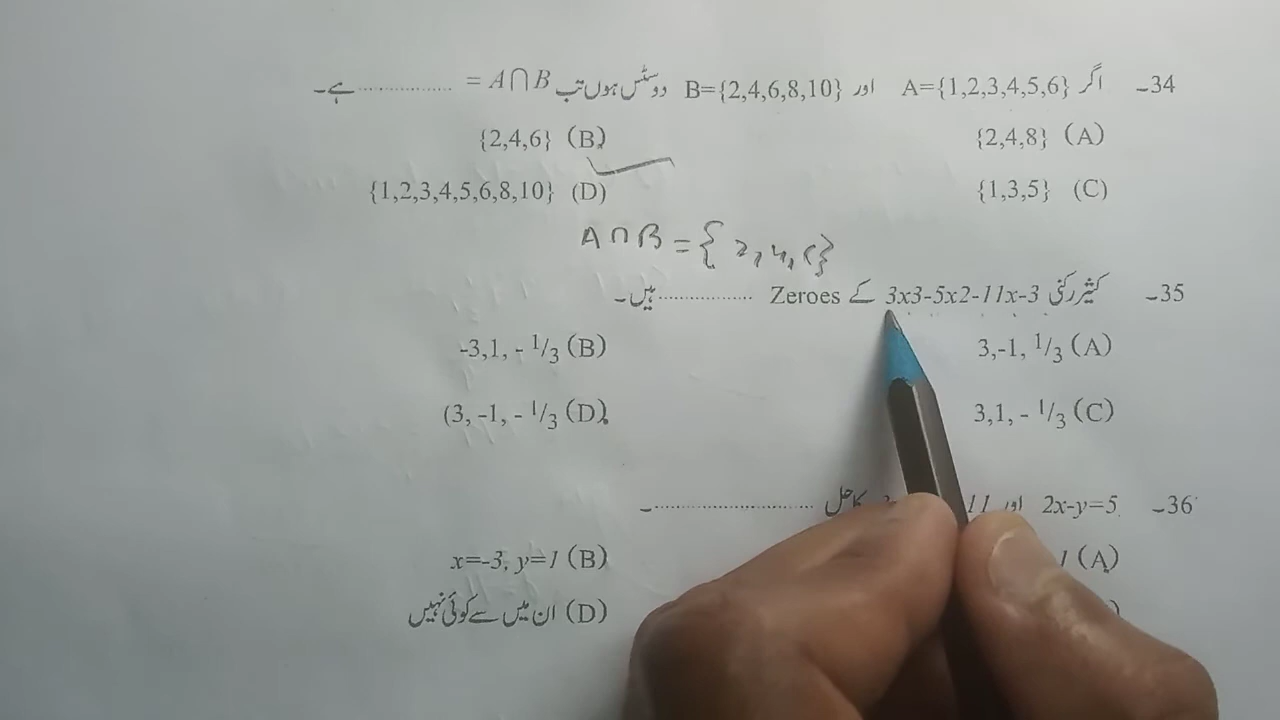 34۔ اگر A={1,2,3,4,5,6} اور B={2,4,6,8,10} دو سٹس ہوں تب A∩B = .................. ہے۔
(A) {2,4,8} (B) {2,4,6}
(C) {1,3,5} (D) {1,2,3,4,5,6,8,10}
A∩B = {2,4,6}
35۔ کثیر رکنی 3x3-5x2-11x-3 کے Zeroes .................. ہیں۔
(A) 3,-1, 1/3 (B) -3,1, - 1/3
(C) 3,1, - 1/3 (D) (3, -1, - 1/3
36۔ 2x-y=5 اور 11 کا حل .......................... ۔
(A) (B) x=-3, y=1
(D) ان میں سے کوئی نہیں